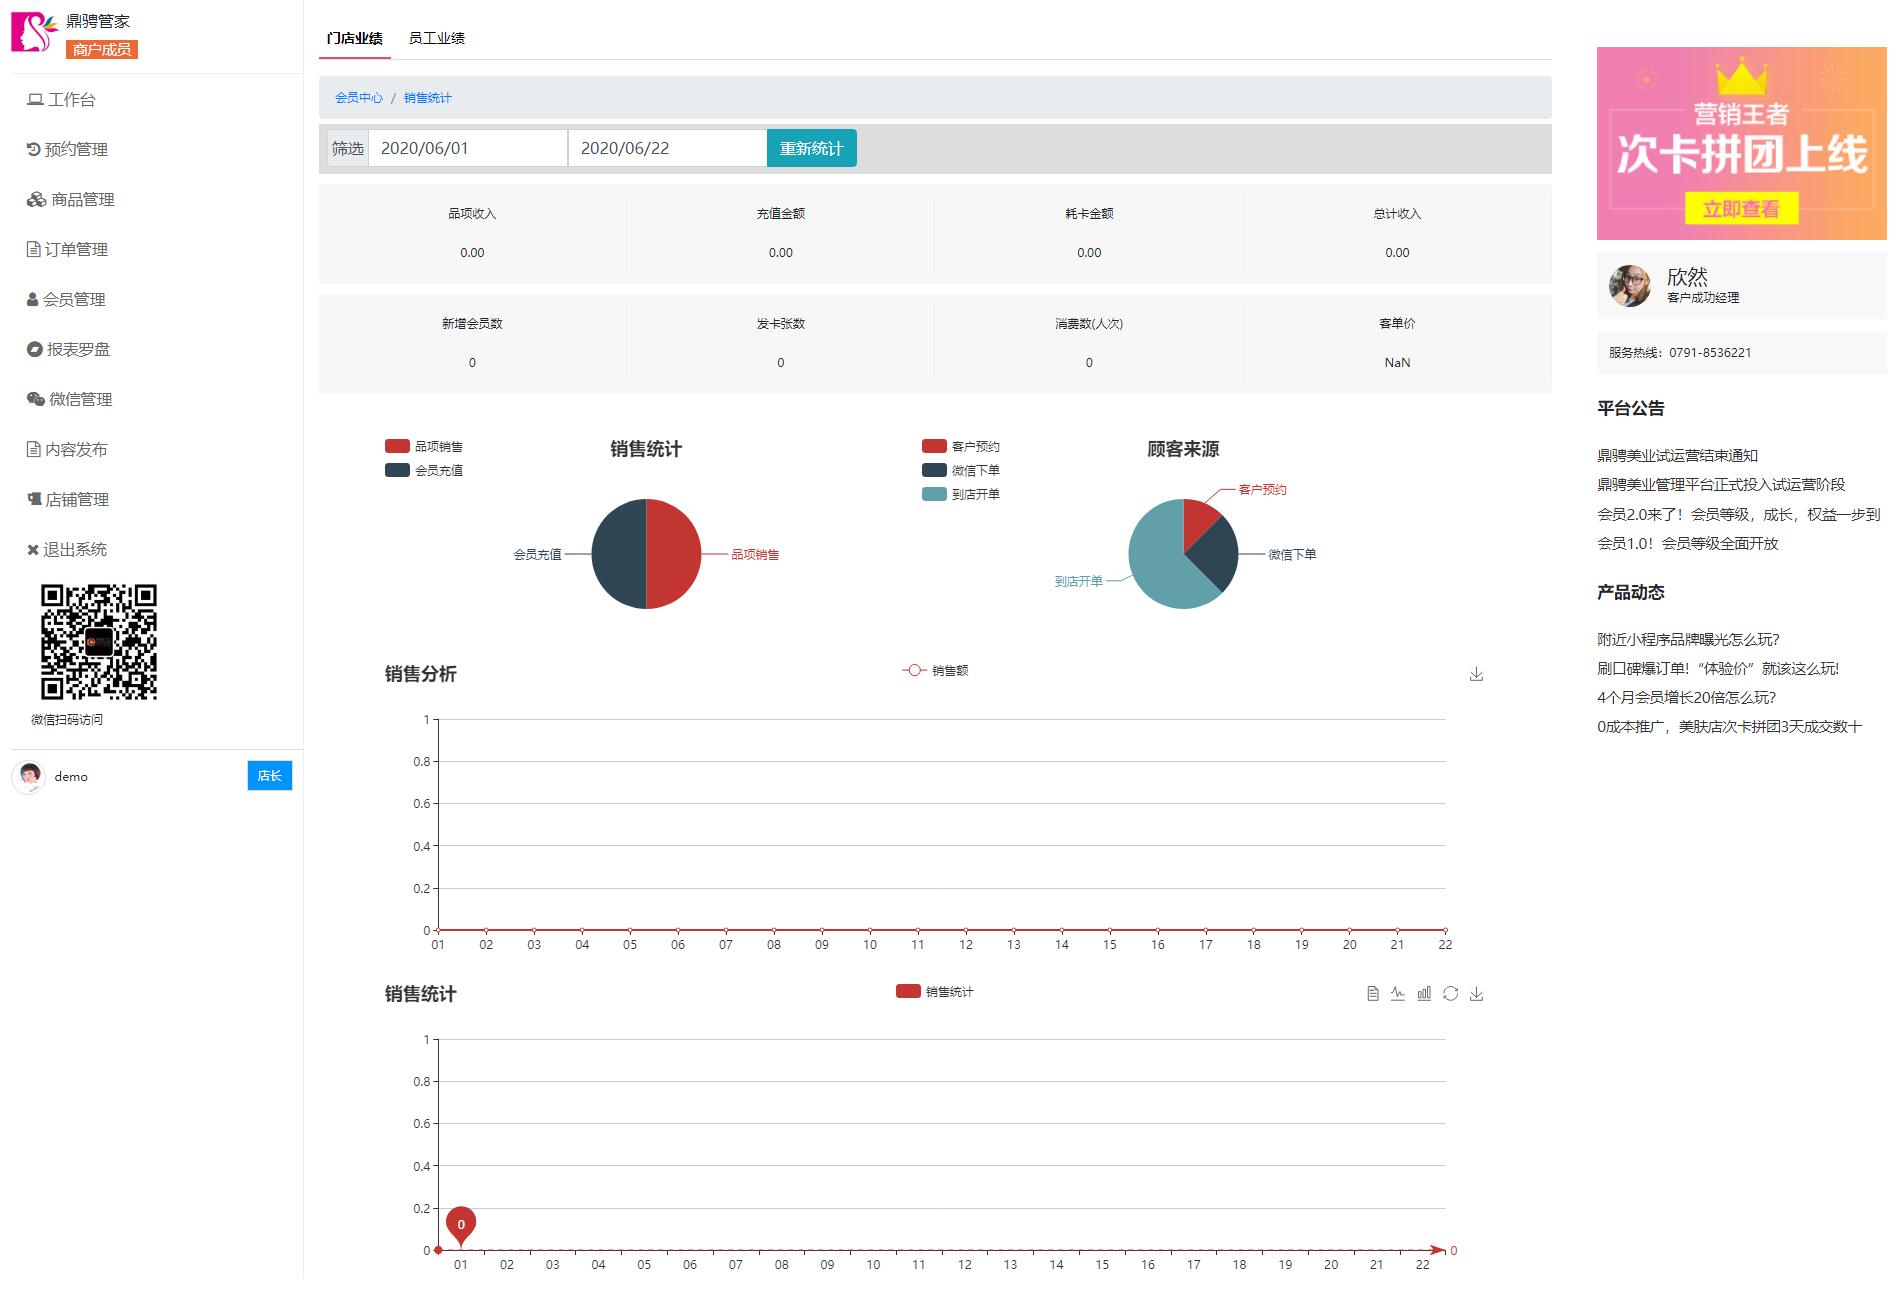 鼎骋管家
商户成员
工作台
预约管理
商品管理
订单管理
会员管理
报表罗盘
微信管理
内容发布
店铺管理
退出系统
微信扫码访问
demo
店长
门店业绩 员工业绩
会员中心 / 销售统计
筛选 2020/06/01 2020/06/22 重新统计
品项收入 充值金额 耗卡金额 总计收入
0.00 0.00 0.00 0.00
新增会员数 发卡张数 消费数(人次) 客单价
0 0 0 NaN
品项销售
会员充值
销售统计
会员充值 品项销售
客户预约
微信下单
到店开单
顾客来源
客户预约
微信下单
到店开单
销售分析 销售额
1
0.8
0.6
0.4
0.2
0
01 02 03 04 05 06 07 08 09 10 11 12 13 14 15 16 17 18 19 20 21 22
销售统计 销售统计
1
0.8
0.6
0.4
0.2
0
0
0
01 02 03 04 05 06 07 08 09 10 11 12 13 14 15 16 17 18 19 20 21 22
营销王者
次卡拼团上线
立即查看
欣然
客户成功经理
服务热线：0791-8536221
平台公告
鼎骋美业试运营结束通知
鼎骋美业管理平台正式投入试运营阶段
会员2.0来了！会员等级，成长，权益一步到
会员1.0！会员等级全面开放
产品动态
附近小程序品牌曝光怎么玩?
刷口碑爆订单!“体验价”就该这么玩!
4个月会员增长20倍怎么玩?
0成本推广，美肤店次卡拼团3天成交数十